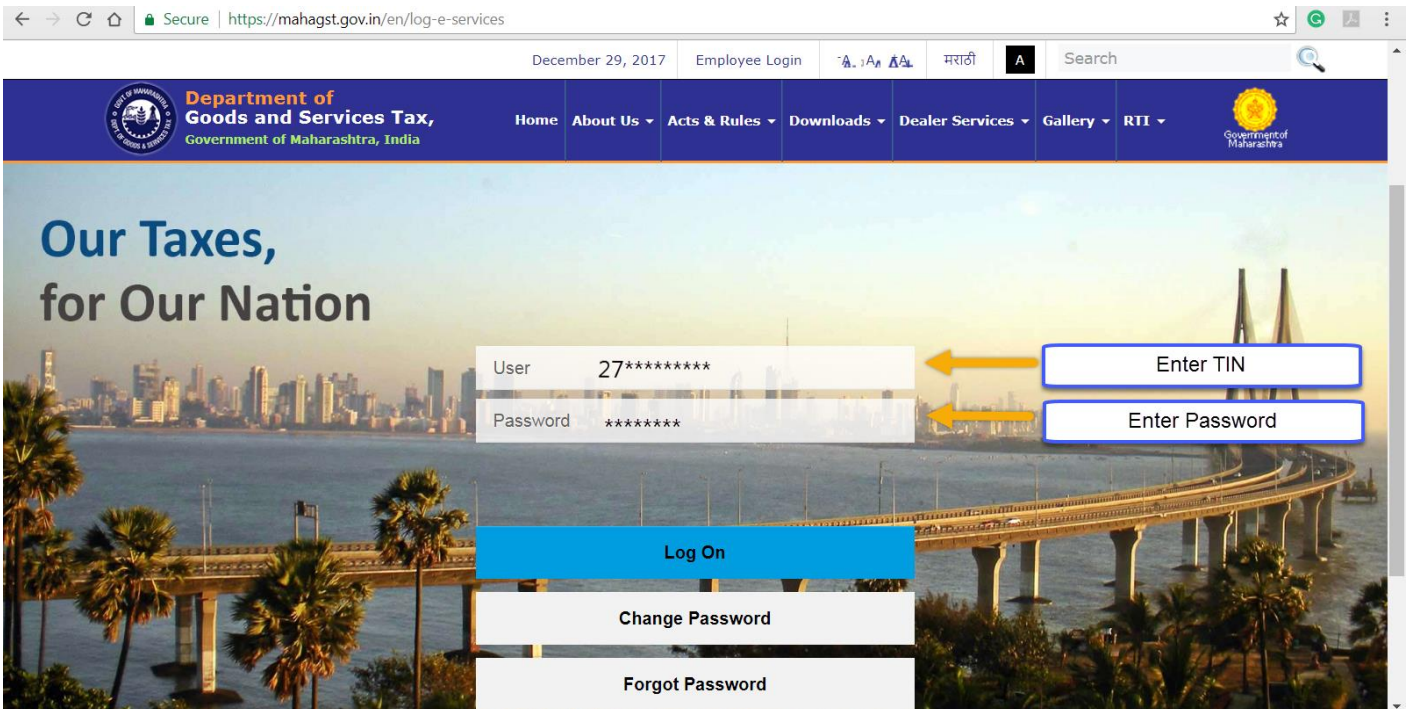 Secure | https://mahagst.gov.in/en/log-e-services
December 29, 2017 Employee Login -A. :AA AA+ मराठी A Search
Department of
Goods and Services Tax,
Government of Maharashtra, India
Home About Us Acts & Rules Downloads Dealer Services Gallery RTI
Government of
Maharashtra
Our Taxes,
for Our Nation
User 27*********
Enter TIN
Password ********
Enter Password
Log On
Change Password
Forgot Password